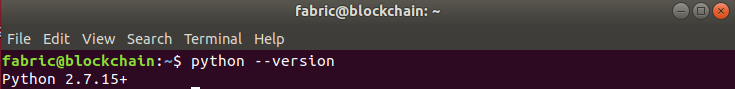 fabric@blockchain: ~
File Edit View Search Terminal Help
fabric@blockchain:~$ python --version
Python 2.7.15+